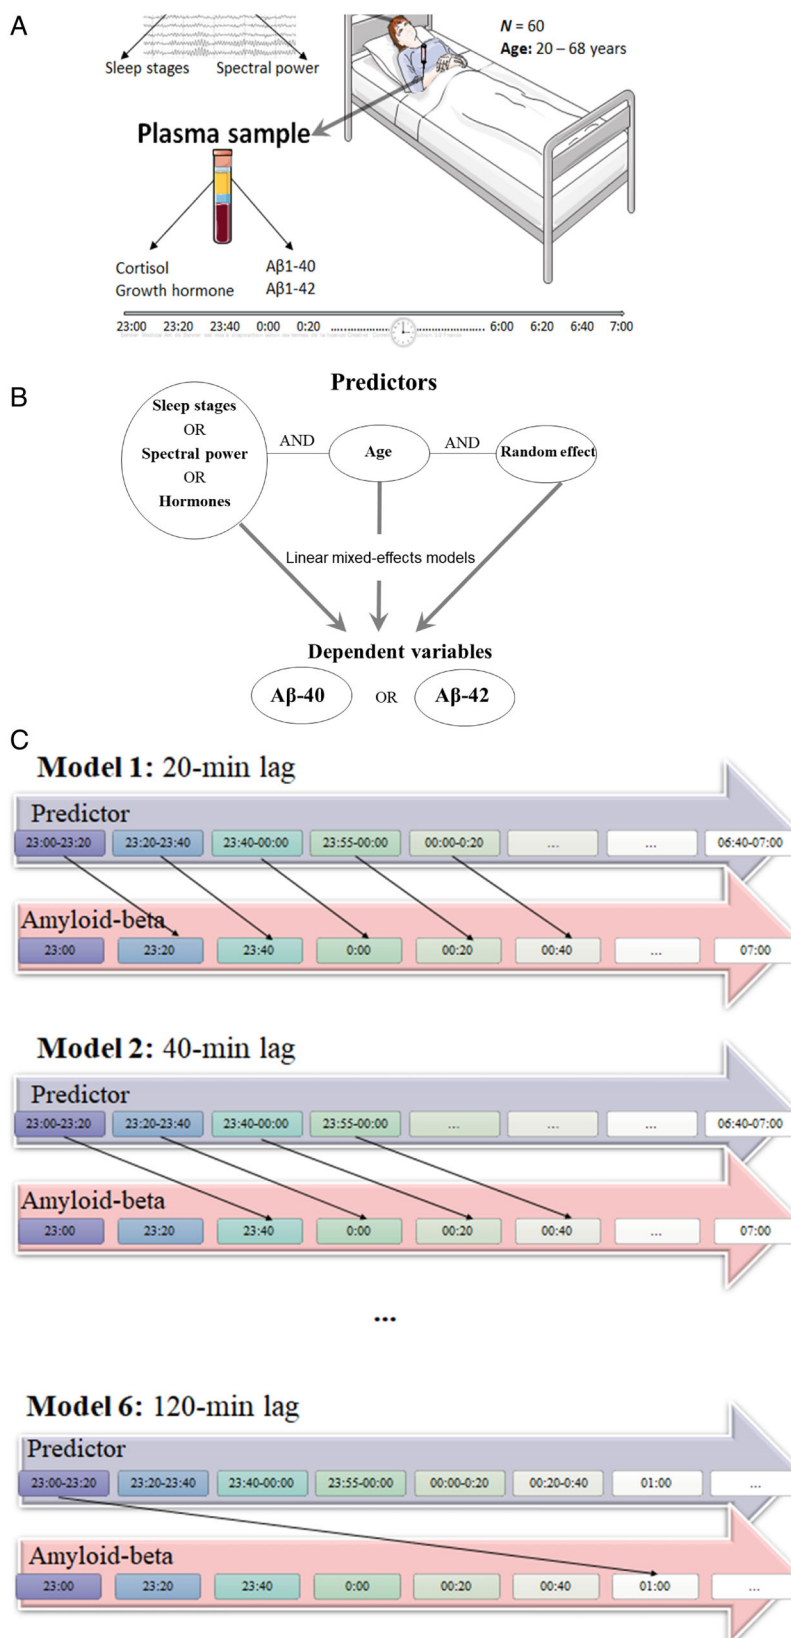 A
N = 60
Age: 20 – 68 years
Sleep stages Spectral power
Plasma sample
Cortisol Aβ1-40
Growth hormone Aβ1-42
23:00 23:20 23:40 0:00 0:20 6:00 6:20 6:40 7:00
B
Predictors
Sleep stages
OR
Spectral power
OR
Hormones
AND
Age
AND
Random effect
Linear mixed-effects models
Dependent variables
Aβ-40 OR Aβ-42
C
Model 1: 20-min lag
Predictor
23:00-23:20 23:20-23:40 23:40-00:00 23:55-00:00 00:00-0:20 ... ... 06:40-07:00
Amyloid-beta
23:00 23:20 23:40 0:00 00:20 00:40 ... 07:00
Model 2: 40-min lag
Predictor
23:00-23:20 23:20-23:40 23:40-00:00 23:55-00:00 ... ... ... 06:40-07:00
Amyloid-beta
23:00 23:20 23:40 0:00 00:20 00:40 ... 07:00
...
Model 6: 120-min lag
Predictor
23:00-23:20 23:20-23:40 23:40-00:00 23:55-00:00 00:00-0:20 00:20-0:40 01:00 ...
Amyloid-beta
23:00 23:20 23:40 0:00 00:20 00:40 01:00 ...